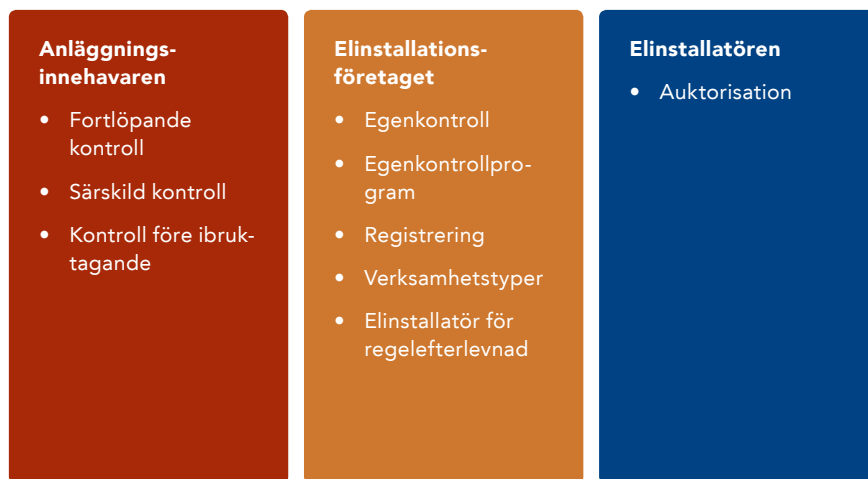 Anläggnings-
innehavaren
• Fortlöpande
kontroll
• Särskild kontroll
• Kontroll före ibruk-
tagande
Elinstallations-
företaget
• Egenkontroll
• Egenkontrollpro-
gram
• Registrering
• Verksamhetstyper
• Elinstallatör för
regelefterlevnad
Elinstallatören
• Auktorisation